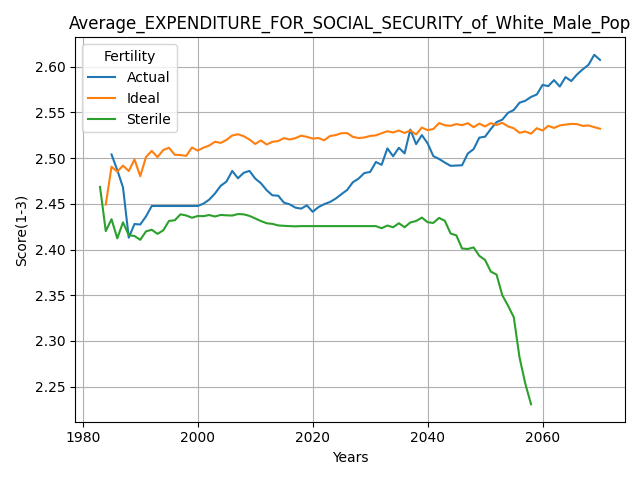 Average_EXPENDITURE_FOR_SOCIAL_SECURITY_of_White_Male_Pop
Fertility
Actual
Ideal
Sterile
2.60
2.55
2.50
2.45
2.40
2.35
2.30
2.25
Score(1-3)
1980
2000
2020
2040
2060
Years